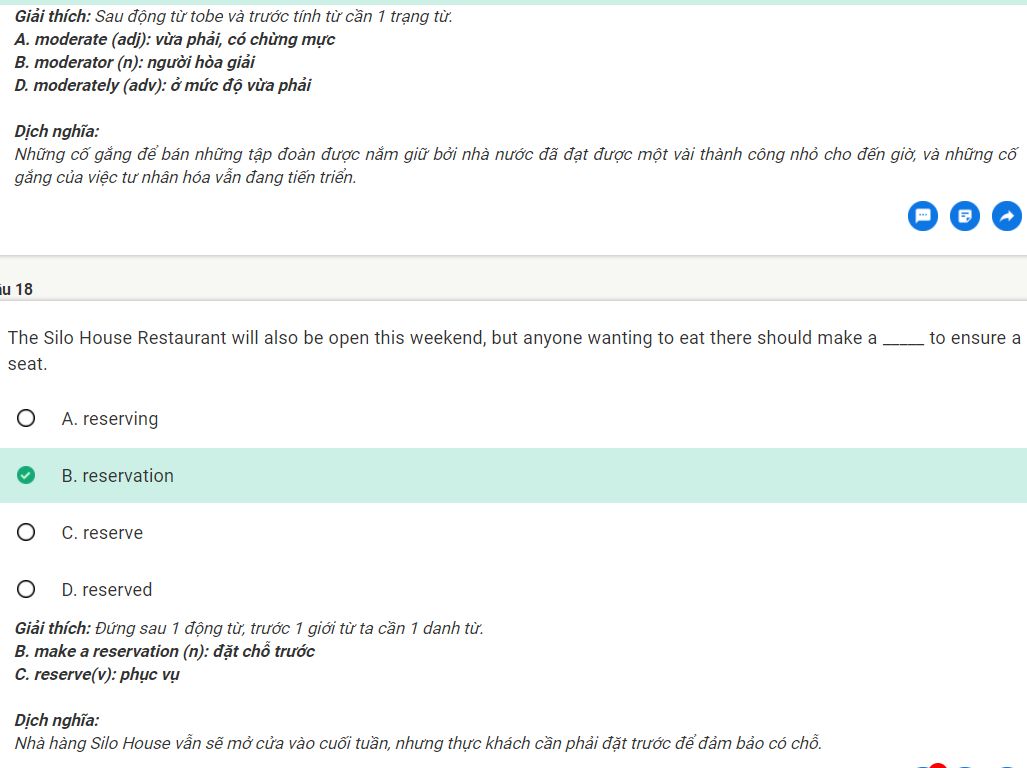 Giải thích: Sau động từ tobe và trước tính từ cần 1 trạng từ.
A. moderate (adj): vừa phải, có chừng mực
B. moderator (n): người hòa giải
D. moderately (adv): ở mức độ vừa phải
Dịch nghĩa:
Những cố gắng để bán những tập đoàn được nắm giữ bởi nhà nước đã đạt được một vài thành công nhỏ cho đến giờ, và những cố
gắng của việc tư nhân hóa vẫn đang tiến triển.
âu 18
The Silo House Restaurant will also be open this weekend, but anyone wanting to eat there should make a _____ to ensure a
seat.
A. reserving
B. reservation
C. reserve
D. reserved
Giải thích: Đứng sau 1 động từ, trước 1 giới từ ta cần 1 danh từ.
B. make a reservation (n): đặt chỗ trước
C. reserve(v): phục vụ
Dịch nghĩa:
Nhà hàng Silo House vẫn sẽ mở cửa vào cuối tuần, nhưng thực khách cần phải đặt trước để đảm bảo có chỗ.